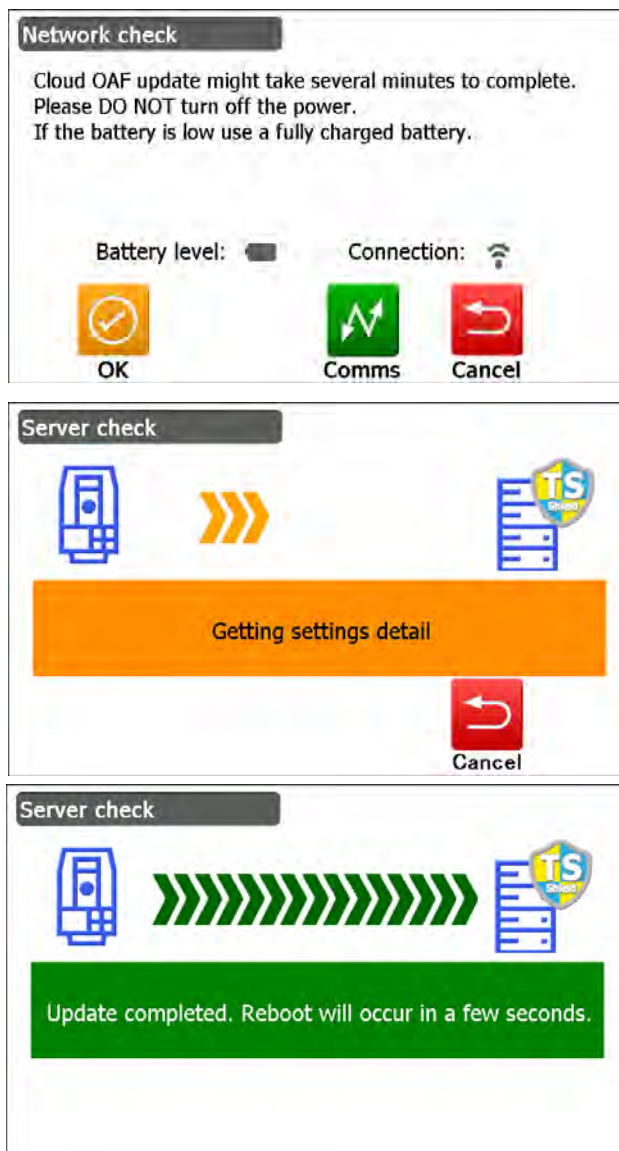 Network check
Cloud OAF update might take several minutes to complete.
Please DO NOT turn off the power.
If the battery is low use a fully charged battery.
Battery level: Connection:
OK Comms Cancel
Server check
TS
Shield
Getting settings detail
Cancel
Server check
TS
Shield
Update completed. Reboot will occur in a few seconds.